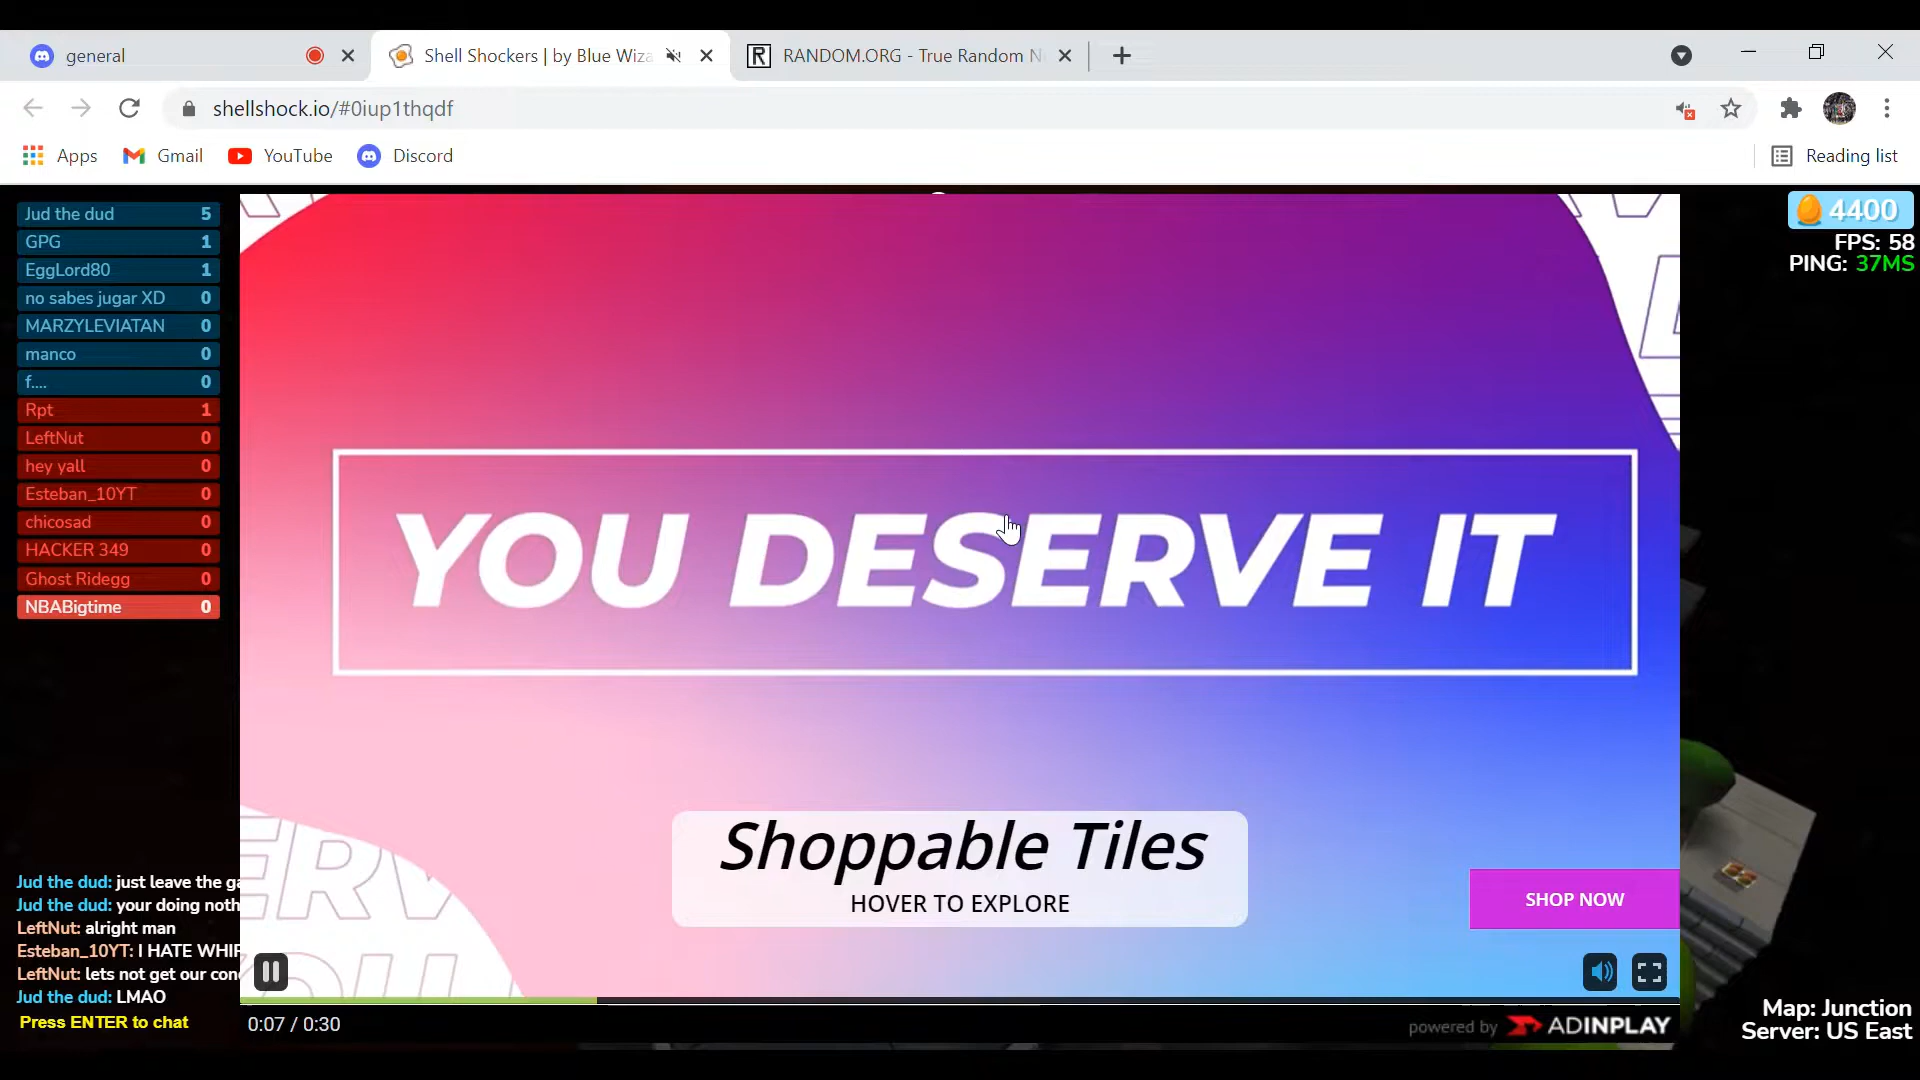 general
Shell Shockers | by Blue Wiza
RANDOM.ORG - True Random N
shellshock.io/#0iup1thqdf
Apps
Gmail
YouTube
Discord
Reading list
Jud the dud 5
GPG 1
EggLord80 1
no sabes jugar XD 0
MARZYLEVIATAN 0
manco 0
f.... 0
Rpt 1
LeftNut 0
hey yall 0
Esteban_10YT 0
chicosad 0
HACKER 349 0
Ghost Ridegg 0
NBABigtime 0
4400
FPS: 58
PING: 37MS
YOU DESERVE IT
Shoppable Tiles
HOVER TO EXPLORE
SHOP NOW
Jud the dud: just leave the ga
Jud the dud: your doing noth
LeftNut: alright man
Esteban_10YT: I HATE WHIF
LeftNut: lets not get our con
Jud the dud: LMAO
Press ENTER to chat
0:07 / 0:30
powered by ADINPLAY
Map: Junction
Server: US East